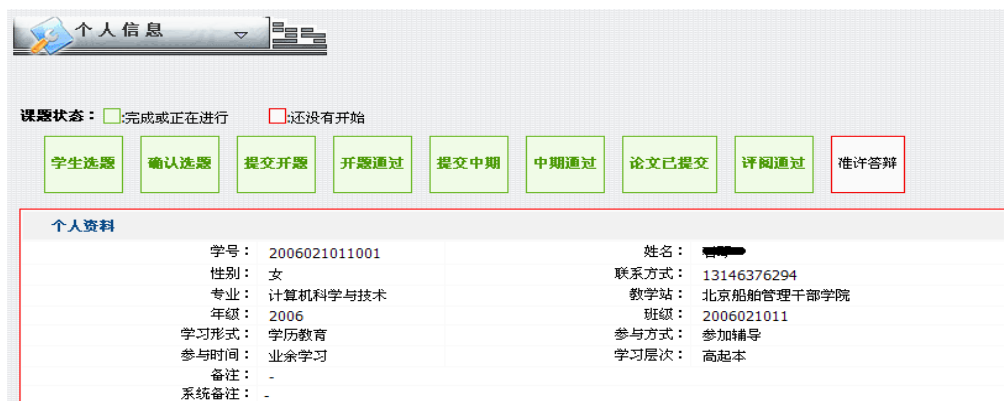 个人信息
课题状态：:完成或正在进行 :还没有开始
学生选题 确认选题 提交开题 开题通过 提交中期 中期通过 论文已提交 评阅通过 准许答辩
个人资料
学号： 2006021011001 姓名：
性别： 女 联系方式： 13146376294
专业： 计算机科学与技术 教学站： 北京船舶管理干部学院
年级： 2006 班级： 2006021011
学习形式： 学历教育 参与方式： 参加辅导
参与时间： 业余学习 学习层次： 高起本
备注： -
系统备注： -